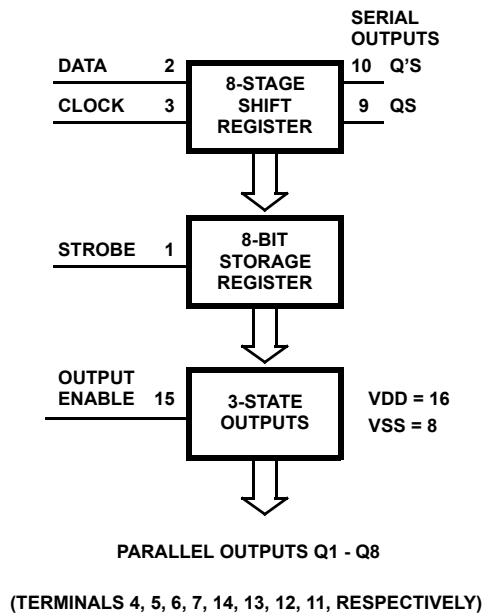 SERIAL
OUTPUTS
DATA 2
10 Q'S
CLOCK 3
9 QS
8-STAGE
SHIFT
REGISTER
STROBE 1
8-BIT
STORAGE
REGISTER
OUTPUT
ENABLE 15
3-STATE
OUTPUTS
VDD = 16
VSS = 8
PARALLEL OUTPUTS Q1 - Q8
(TERMINALS 4, 5, 6, 7, 14, 13, 12, 11, RESPECTIVELY)